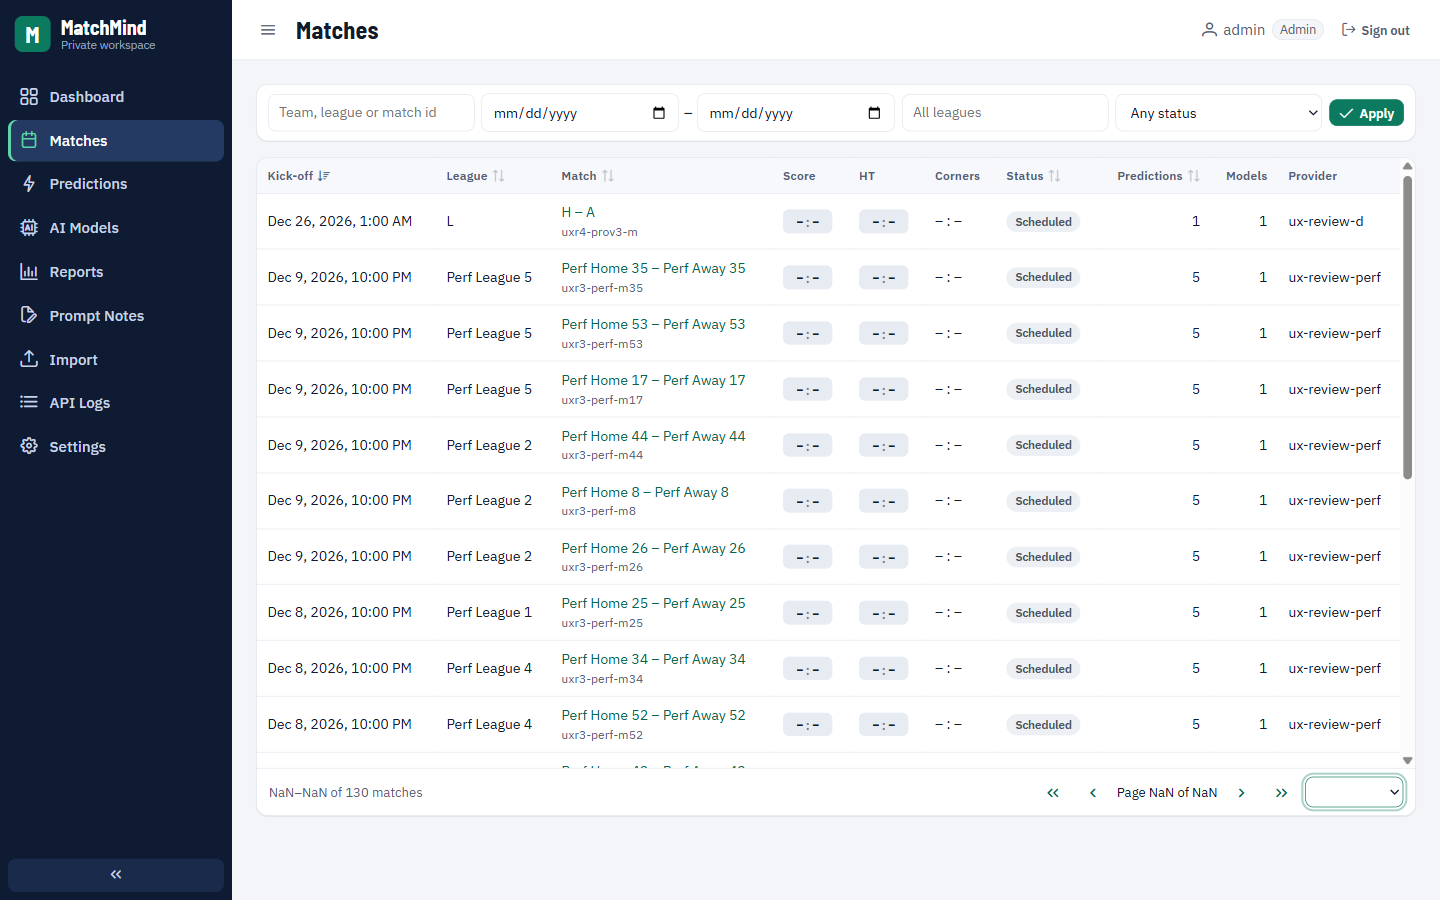 M MatchMind
Private workspace
Dashboard
Matches
Predictions
AI Models
Reports
Prompt Notes
Import
API Logs
Settings
Matches
admin Admin Sign out
Team, league or match id mm/dd/yyyy – mm/dd/yyyy All leagues Any status Apply
Kick-off League Match Score HT Corners Status Predictions Models Provider
Dec 26, 2026, 1:00 AM L H – A – : – – : – – : – Scheduled 1 1 ux-review-d
uxr4-prov3-m
Dec 9, 2026, 10:00 PM Perf League 5 Perf Home 35 – Perf Away 35 – : – – : – – : – Scheduled 5 1 ux-review-perf
uxr3-perf-m35
Dec 9, 2026, 10:00 PM Perf League 5 Perf Home 53 – Perf Away 53 – : – – : – – : – Scheduled 5 1 ux-review-perf
uxr3-perf-m53
Dec 9, 2026, 10:00 PM Perf League 5 Perf Home 17 – Perf Away 17 – : – – : – – : – Scheduled 5 1 ux-review-perf
uxr3-perf-m17
Dec 9, 2026, 10:00 PM Perf League 2 Perf Home 44 – Perf Away 44 – : – – : – – : – Scheduled 5 1 ux-review-perf
uxr3-perf-m44
Dec 9, 2026, 10:00 PM Perf League 2 Perf Home 8 – Perf Away 8 – : – – : – – : – Scheduled 5 1 ux-review-perf
uxr3-perf-m8
Dec 9, 2026, 10:00 PM Perf League 2 Perf Home 26 – Perf Away 26 – : – – : – – : – Scheduled 5 1 ux-review-perf
uxr3-perf-m26
Dec 8, 2026, 10:00 PM Perf League 1 Perf Home 25 – Perf Away 25 – : – – : – – : – Scheduled 5 1 ux-review-perf
uxr3-perf-m25
Dec 8, 2026, 10:00 PM Perf League 4 Perf Home 34 – Perf Away 34 – : – – : – – : – Scheduled 5 1 ux-review-perf
uxr3-perf-m34
Dec 8, 2026, 10:00 PM Perf League 4 Perf Home 52 – Perf Away 52 – : – – : – – : – Scheduled 5 1 ux-review-perf
uxr3-perf-m52
NaN–NaN of 130 matches « ‹ Page NaN of NaN › »
«